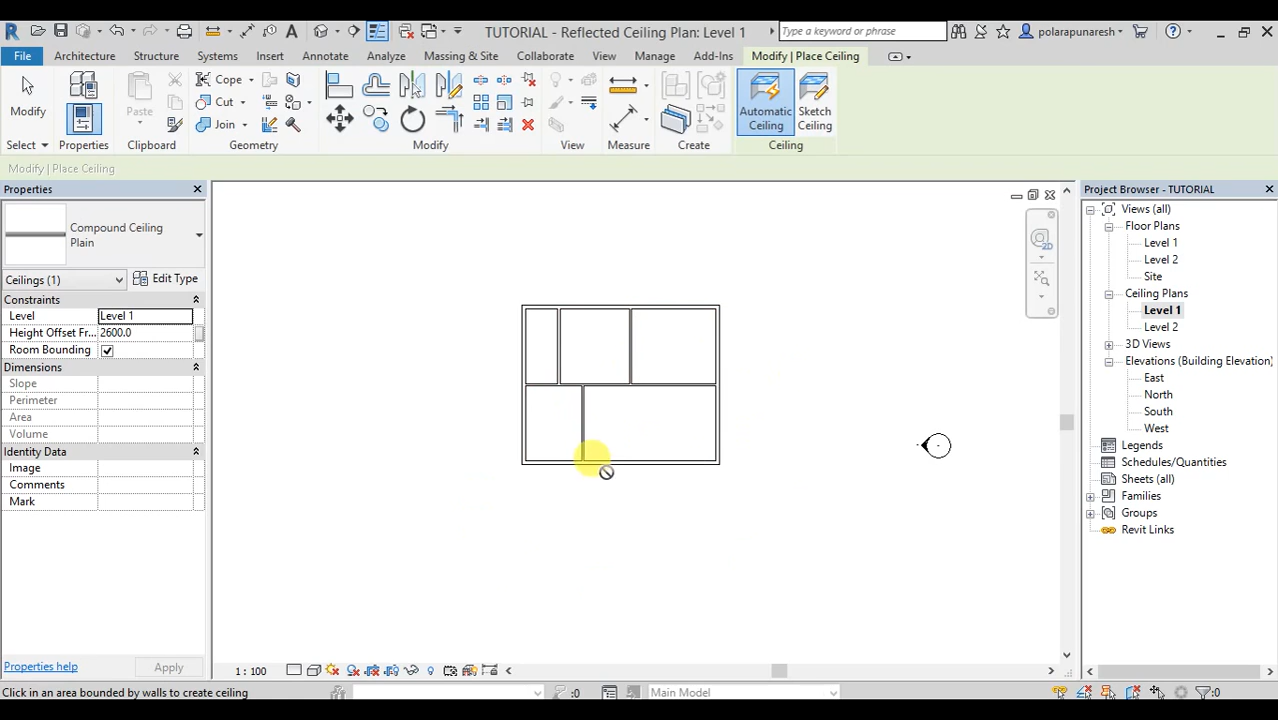 TUTORIAL - Reflected Ceiling Plan: Level 1
Type a keyword or phrase
polarapunaresh
File
Architecture
Structure
Systems
Insert
Annotate
Analyze
Massing & Site
Collaborate
View
Manage
Add-Ins
Modify | Place Ceiling
Modify
Paste
Cope
Cut
Join
Automatic
Ceiling
Sketch
Ceiling
Select
Properties
Clipboard
Geometry
Modify
View
Measure
Create
Ceiling
Modify | Place Ceiling
Properties
Compound Ceiling
Plain
Ceilings (1)
Edit Type
Constraints
Level
Level 1
Height Offset Fr...
2600.0
Room Bounding
Dimensions
Slope
Perimeter
Area
Volume
Identity Data
Image
Comments
Mark
Properties help
Apply
2D
1 : 100
Project Browser - TUTORIAL
Views (all)
Floor Plans
Level 1
Level 2
Site
Ceiling Plans
Level 1
Level 2
3D Views
Elevations (Building Elevation)
East
North
South
West
Legends
Schedules/Quantities
Sheets (all)
Families
Groups
Revit Links
Click in an area bounded by walls to create ceiling
:0
Main Model
:0